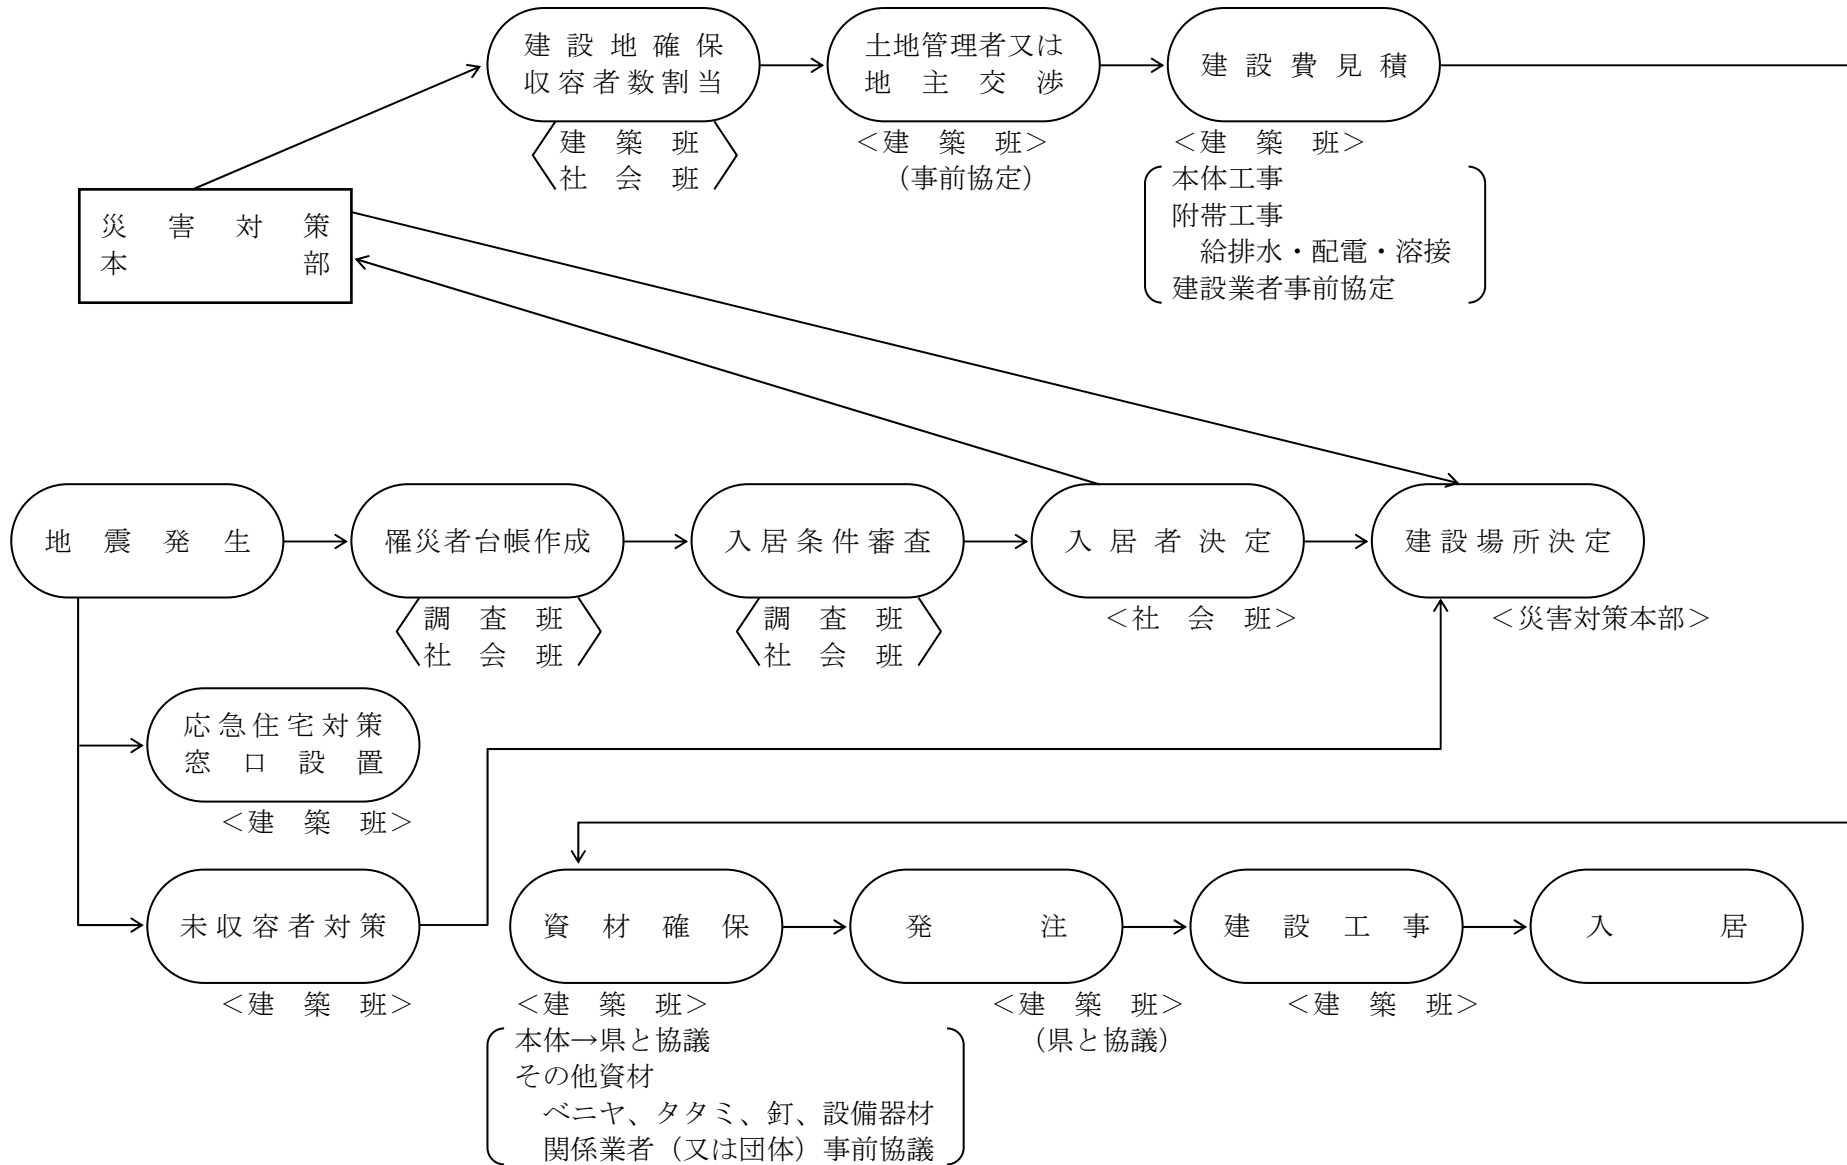 建設地確保
収容者数割当
建築班
社会班
土地管理者又は
地主交渉
＜建築班＞
（事前協定）
建設費見積
＜建築班＞
本体工事
附帯工事
給排水・配電・溶接
建設業者事前協定
災害対策
本部
地震発生
罹災者台帳作成
調査班
社会班
入居条件審査
調査班
社会班
入居者決定
＜社会班＞
建設場所決定
＜災害対策本部＞
応急住宅対策
窓口設置
＜建築班＞
未収容者対策
＜建築班＞
資材確保
＜建築班＞
本体→県と協議
その他資材
ベニヤ、タタミ、釘、設備器材
関係業者（又は団体）事前協議
発注
＜建築班＞
（県と協議）
建設工事
＜建築班＞
入居